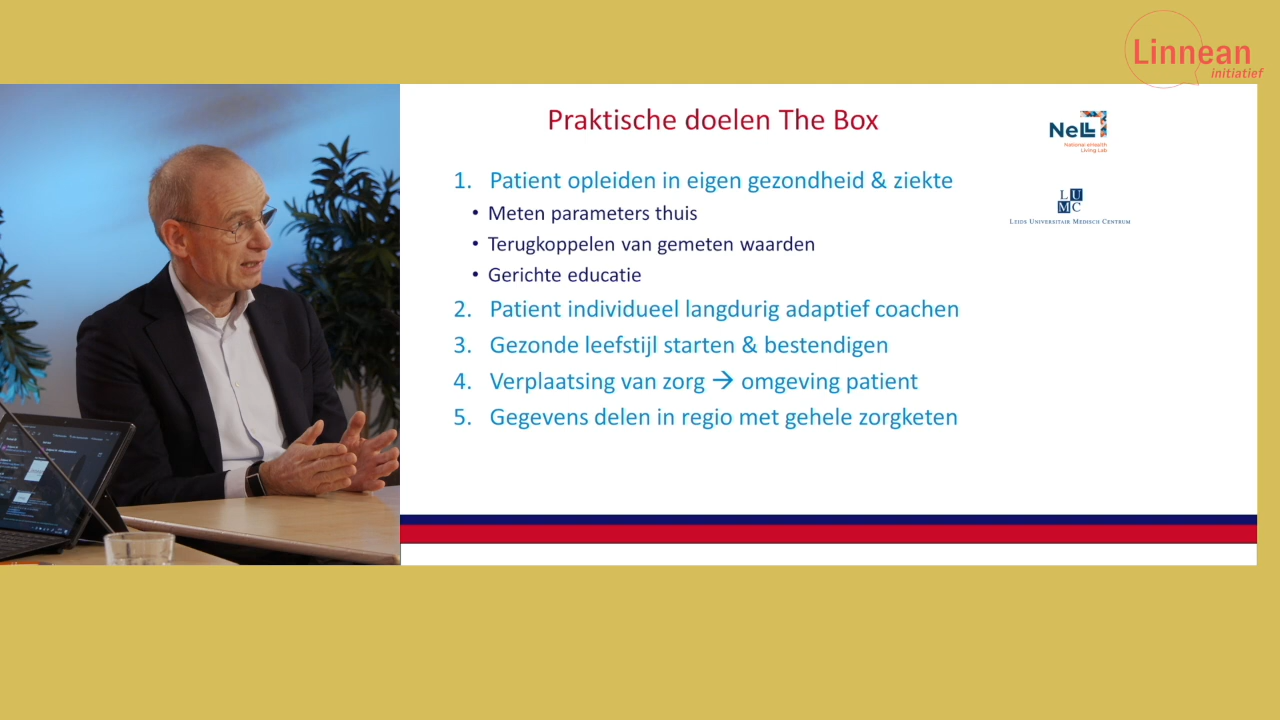 Linnean
initiatief
Praktische doelen The Box
NeLL
National eHealth
Living Lab
LUMC
LEIDS UNIVERSITAIR MEDISCH CENTRUM
1. Patient opleiden in eigen gezondheid & ziekte
• Meten parameters thuis
• Terugkoppelen van gemeten waarden
• Gerichte educatie
2. Patient individueel langdurig adaptief coachen
3. Gezonde leefstijl starten & bestendigen
4. Verplaatsing van zorg → omgeving patient
5. Gegevens delen in regio met gehele zorgketen